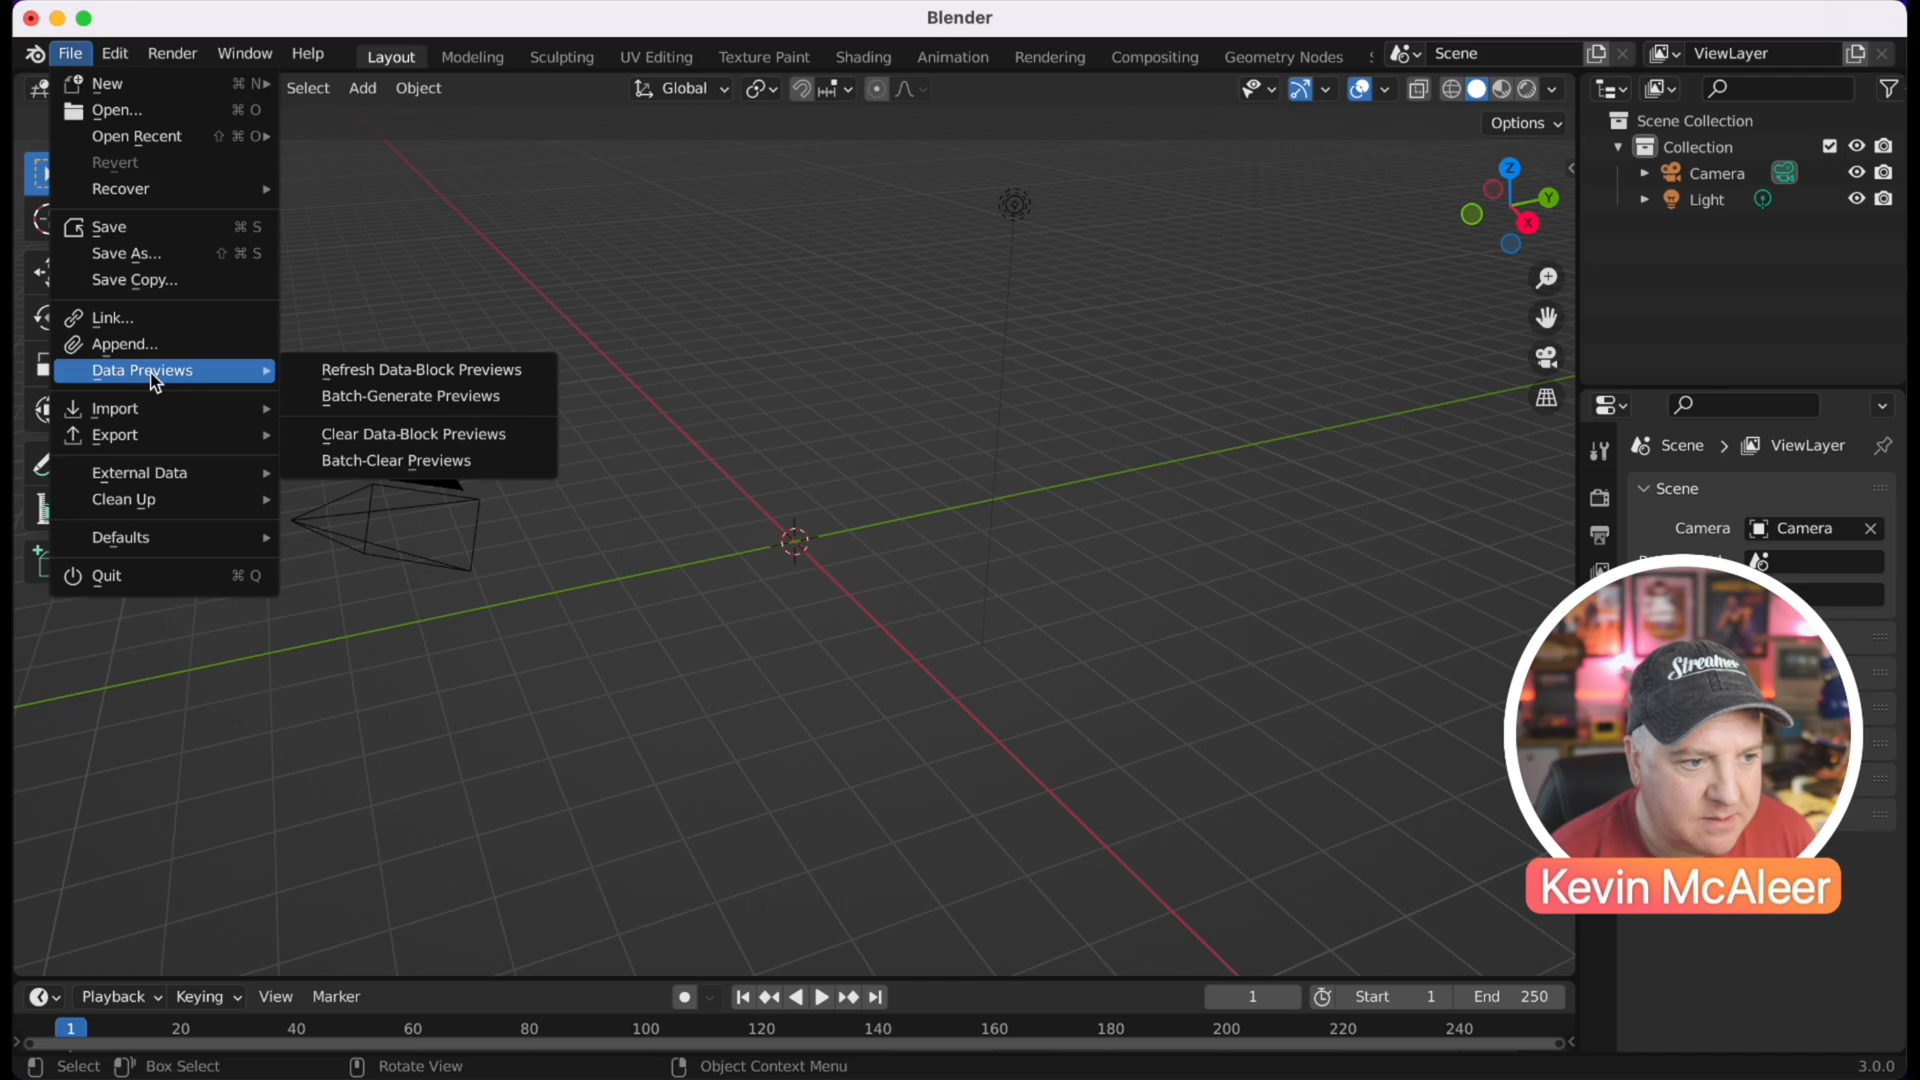 Blender
File Edit Render Window Help Layout Modeling Sculpting UV Editing Texture Paint Shading Animation Rendering Compositing Geometry Nodes Scene ViewLayer
Select Add Object Global
Options
New ⌘ N
Open... ⌘ O
Open Recent ⇧ ⌘ O
Revert
Recover
Save ⌘ S
Save As... ⇧ ⌘ S
Save Copy...
Link...
Append...
Data Previews
Import
Export
External Data
Clean Up
Defaults
Quit ⌘ Q
Refresh Data-Block Previews
Batch-Generate Previews
Clear Data-Block Previews
Batch-Clear Previews
Z
Y
X
Scene Collection
Collection
Camera
Light
Scene > ViewLayer
Scene
Camera Camera
Streamer
Kevin McAleer
Playback Keying View Marker 1 Start 1 End 250
1 20 40 60 80 100 120 140 160 180 200 220 240
Select Box Select Rotate View Object Context Menu 3.0.0